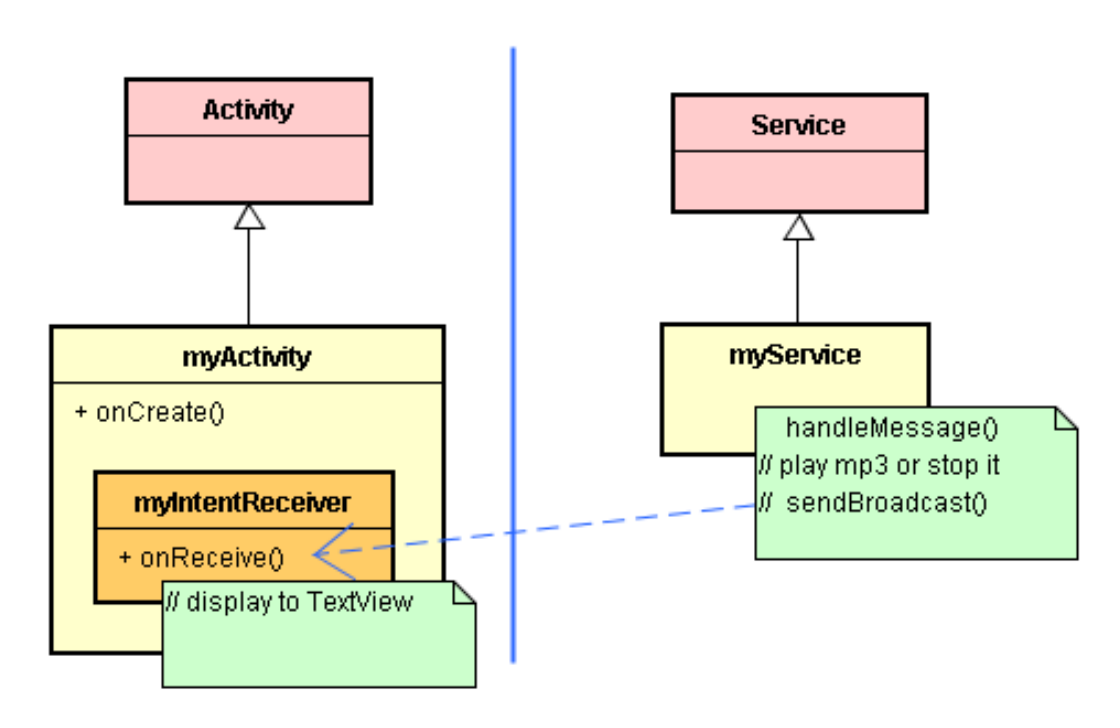 Activity
Service
myActivity
+ onCreate()
myIntentReceiver
+ onReceive()
// display to TextView
myService
handleMessage()
// play mp3 or stop it
// sendBroadcast()